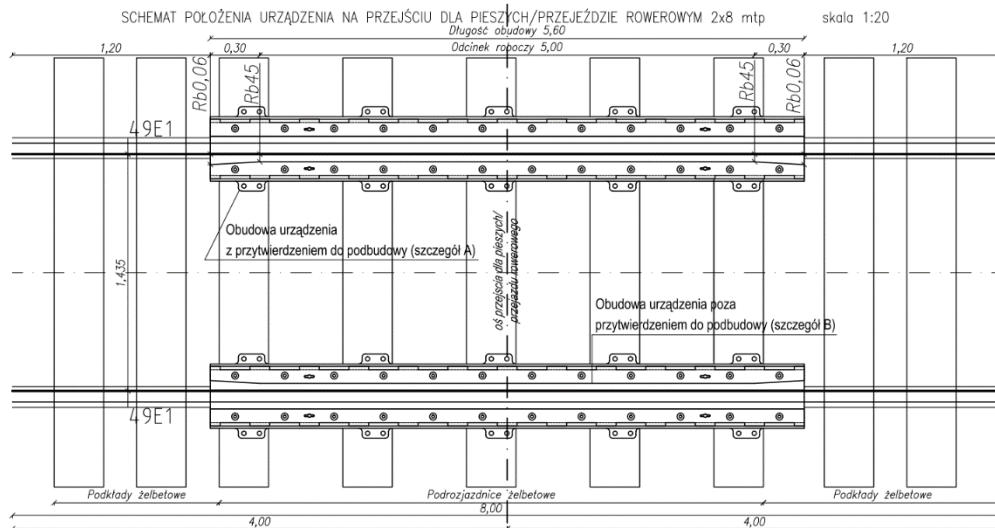 SCHEMAT POŁOŻENIA URZĄDZENIA NA PRZEJŚCIU DLA PIESZYCH/PRZEJEŹDZIE ROWEROWYM 2x8 mtp skala 1:20
Długość obudowy 5,60
1,20 0,30 Odcinek roboczy 5,00 0,30 1,20
Rb0,06 Rb45 Rb45 Rb0,06
49E1
Obudowa urządzenia
z przytwierdzeniem do podbudowy (szczegół A)
oś przejścia dla pieszych/
przejazdu rowerowego
1,435
Obudowa urządzenia poza
przytwierdzeniem do podbudowy (szczegół B)
49E1
Podkłady żelbetowe Podrozjazdnice żelbetowe Podkłady żelbetowe
8,00
4,00 4,00